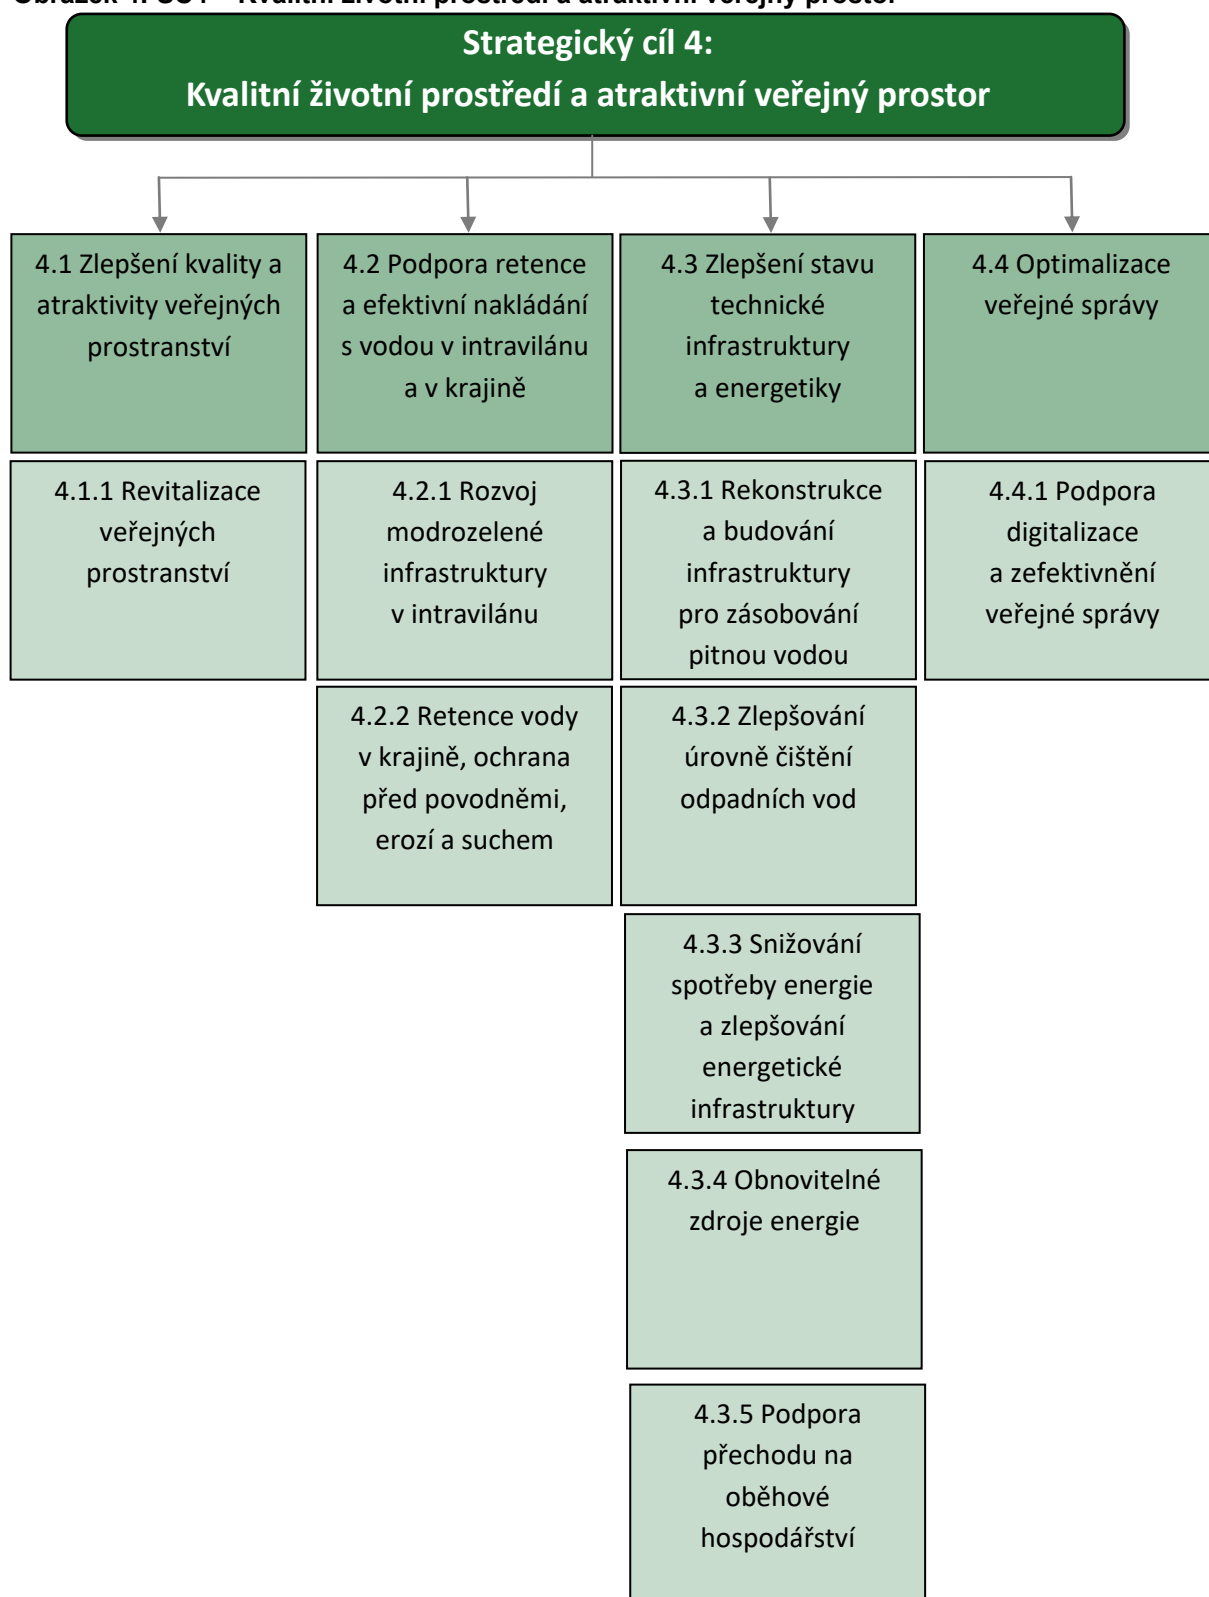 Strategický cíl 4:
Kvalitní životní prostředí a atraktivní veřejný prostor
4.1 Zlepšení kvality a
atraktivity veřejných
prostranství
4.2 Podpora retence
a efektivní nakládání
s vodou v intravilánu
a v krajině
4.3 Zlepšení stavu
technické
infrastruktury
a energetiky
4.4 Optimalizace
veřejné správy
4.1.1 Revitalizace
veřejných
prostranství
4.2.1 Rozvoj
modrozelené
infrastruktury
v intravilánu
4.3.1 Rekonstrukce
a budování
infrastruktury
pro zásobování
pitnou vodou
4.4.1 Podpora
digitalizace
a zefektivnění
veřejné správy
4.2.2 Retence vody
v krajině, ochrana
před povodněmi,
erozí a suchem
4.3.2 Zlepšování
úrovně čištění
odpadních vod
4.3.3 Snižování
spotřeby energie
a zlepšování
energetické
infrastruktury
4.3.4 Obnovitelné
zdroje energie
4.3.5 Podpora
přechodu na
oběhové
hospodářství